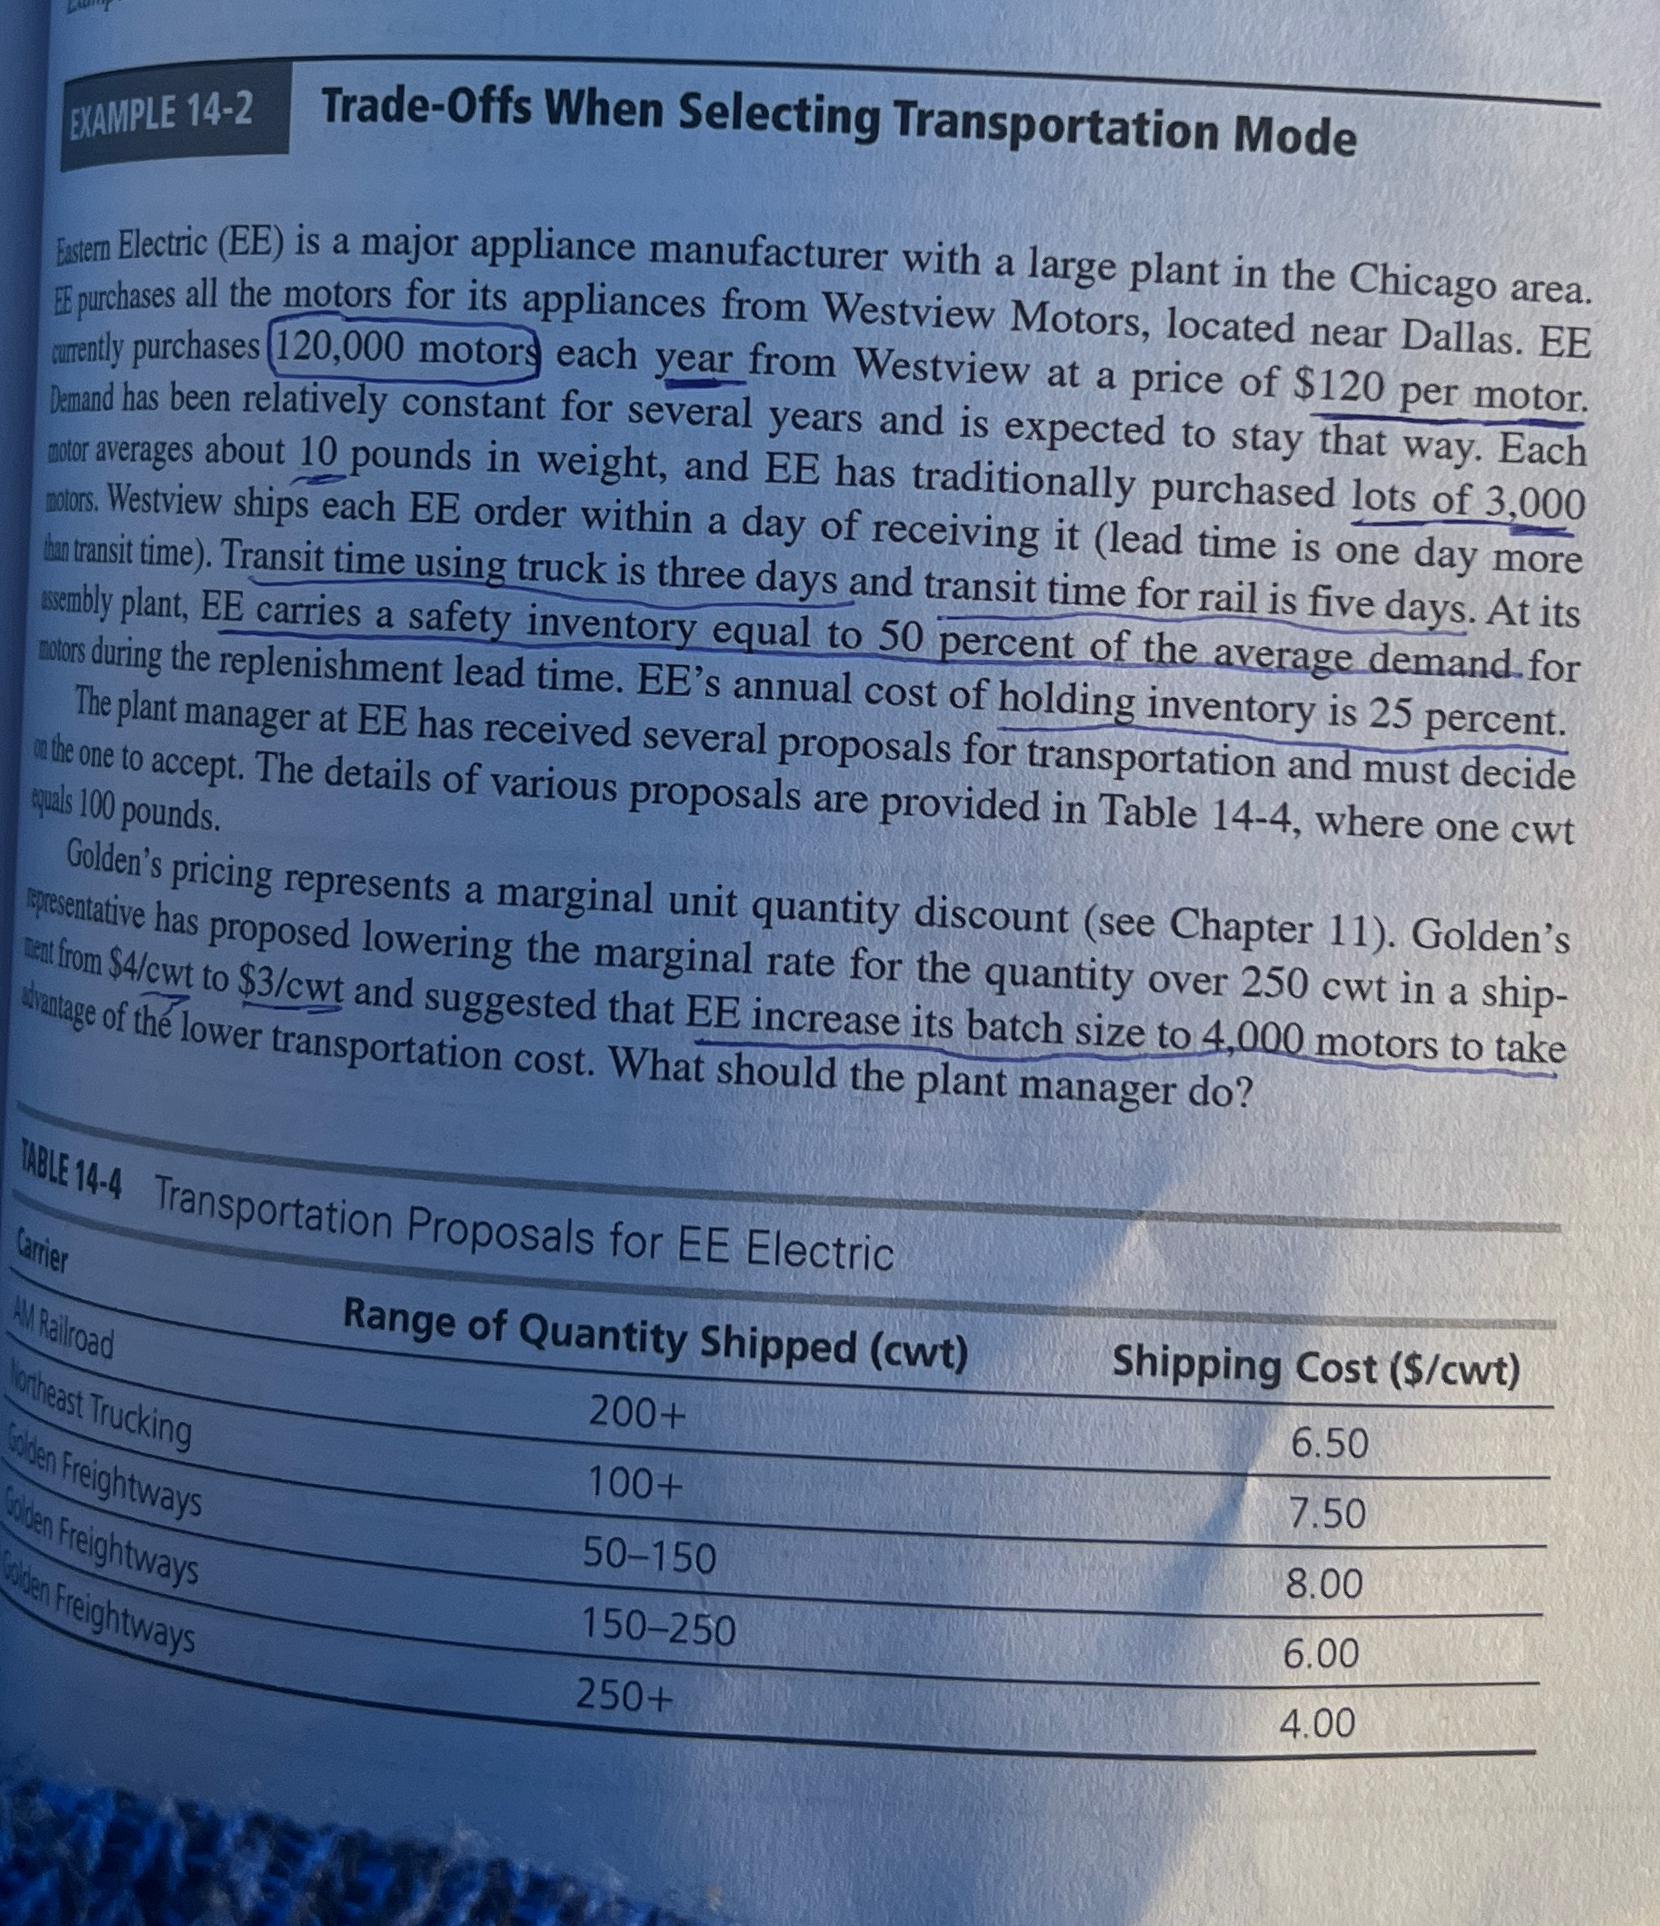 EXAMPLE 14-2 Trade-Offs When Selecting Transportation Mode
Eastern Electric (EE) is a major appliance manufacturer with a large plant in the Chicago area.
EE purchases all the motors for its appliances from Westview Motors, located near Dallas. EE
currently purchases 120,000 motors each year from Westview at a price of $120 per motor.
Demand has been relatively constant for several years and is expected to stay that way. Each
motor averages about 10 pounds in weight, and EE has traditionally purchased lots of 3,000
motors. Westview ships each EE order within a day of receiving it (lead time is one day more
than transit time). Transit time using truck is three days and transit time for rail is five days. At its
assembly plant, EE carries a safety inventory equal to 50 percent of the average demand for
motors during the replenishment lead time. EE's annual cost of holding inventory is 25 percent.
The plant manager at EE has received several proposals for transportation and must decide
on the one to accept. The details of various proposals are provided in Table 14-4, where one cwt
equals 100 pounds.
Golden's pricing represents a marginal unit quantity discount (see Chapter 11). Golden's
representative has proposed lowering the marginal rate for the quantity over 250 cwt in a ship-
ment from $4/cwt to $3/cwt and suggested that EE increase its batch size to 4,000 motors to take
advantage of the lower transportation cost. What should the plant manager do?
TABLE 14-4 Transportation Proposals for EE Electric
Carrier Range of Quantity Shipped (cwt) Shipping Cost ($/cwt)
AM Railroad 200+ 6.50
Northeast Trucking 100+ 7.50
Golden Freightways 50–150 8.00
Golden Freightways 150–250 6.00
Golden Freightways 250+ 4.00